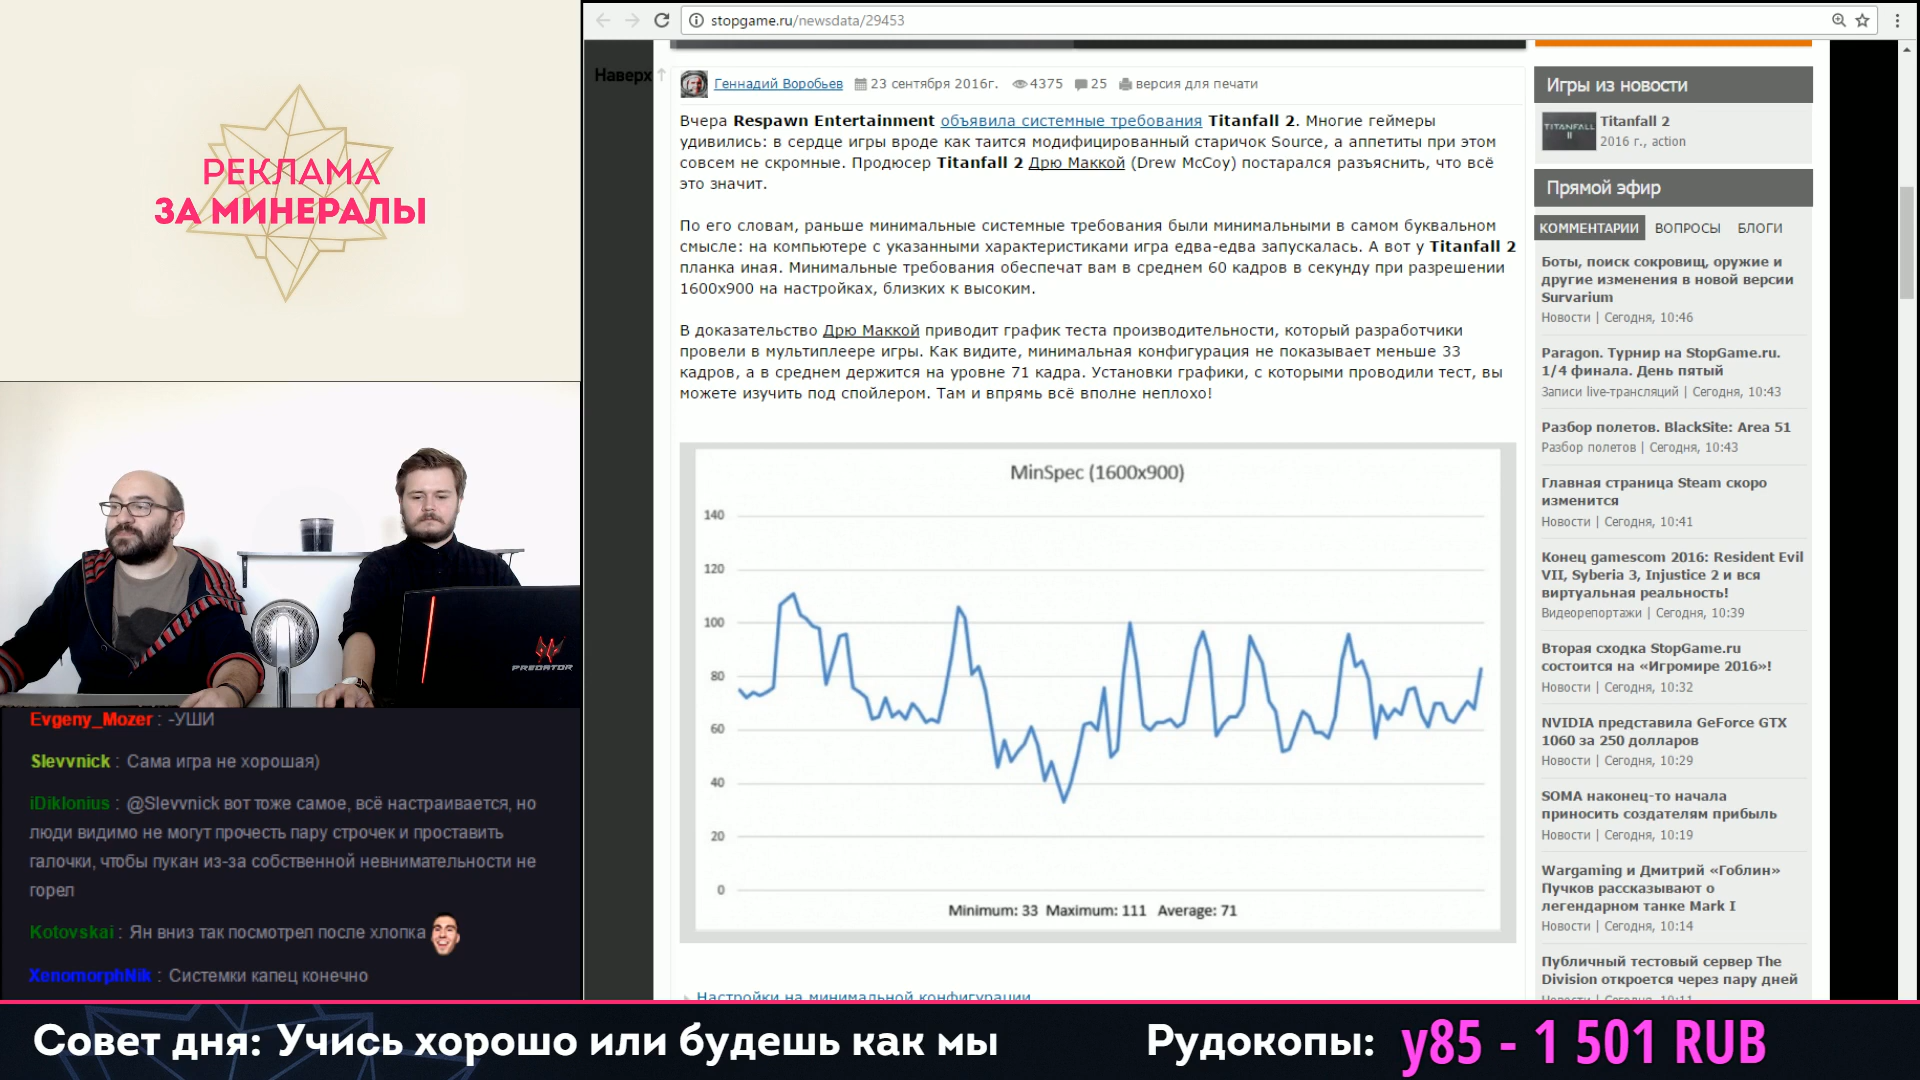 РЕКЛАМА
ЗА МИНЕРАЛЫ
PREDATOR
Evgeny_Mozer : -УШИ
Slevvnick : Сама игра не хорошая)
iDiklonius : @Slevvnick вот тоже самое, всё настраивается, но
люди видимо не могут прочесть пару строчек и проставить
галочки, чтобы пукан из-за собственной невнимательности не
горел
Kotovskai : Ян вниз так посмотрел после хлопка
XenomorphNik : Системки капец конечно
stopgame.ru/newsdata/29453
Наверх ↑
Геннадий Воробьев 23 сентября 2016г. 4375 25 версия для печати
Вчера Respawn Entertainment объявила системные требования Titanfall 2. Многие геймеры
удивились: в сердце игры вроде как таится модифицированный старичок Source, а аппетиты при этом
совсем не скромные. Продюсер Titanfall 2 Дрю Маккой (Drew McCoy) постарался разъяснить, что всё
это значит.
По его словам, раньше минимальные системные требования были минимальными в самом буквальном
смысле: на компьютере с указанными характеристиками игра едва-едва запускалась. А вот у Titanfall 2
планка иная. Минимальные требования обеспечат вам в среднем 60 кадров в секунду при разрешении
1600x900 на настройках, близких к высоким.
В доказательство Дрю Маккой приводит график теста производительности, который разработчики
провели в мультиплеере игры. Как видите, минимальная конфигурация не показывает меньше 33
кадров, а в среднем держится на уровне 71 кадра. Установки графики, с которыми проводили тест, вы
можете изучить под спойлером. Там и впрямь всё вполне неплохо!
MinSpec (1600x900)
140
120
100
80
60
40
20
0
Minimum: 33 Maximum: 111 Average: 71
Настройки на минимальной конфигурации
Игры из новости
TITANFALL
II
Titanfall 2
2016 г., action
Прямой эфир
КОММЕНТАРИИ ВОПРОСЫ БЛОГИ
Боты, поиск сокровищ, оружие и
другие изменения в новой версии
Survarium
Новости | Сегодня, 10:46
Paragon. Турнир на StopGame.ru.
1/4 финала. День пятый
Записи live-трансляций | Сегодня, 10:43
Разбор полетов. BlackSite: Area 51
Разбор полетов | Сегодня, 10:43
Главная страница Steam скоро
изменится
Новости | Сегодня, 10:41
Конец gamescom 2016: Resident Evil
VII, Syberia 3, Injustice 2 и вся
виртуальная реальность!
Видеорепортажи | Сегодня, 10:39
Вторая сходка StopGame.ru
состоится на «Игромире 2016»!
Новости | Сегодня, 10:32
NVIDIA представила GeForce GTX
1060 за 250 долларов
Новости | Сегодня, 10:29
SOMA наконец-то начала
приносить создателям прибыль
Новости | Сегодня, 10:19
Wargaming и Дмитрий «Гоблин»
Пучков рассказывают о
легендарном танке Mark I
Новости | Сегодня, 10:14
Публичный тестовый сервер The
Division откроется через пару дней
Новости | Сегодня, 10:11
Совет дня: Учись хорошо или будешь как мы
Рудокопы: y85 - 1 501 RUB